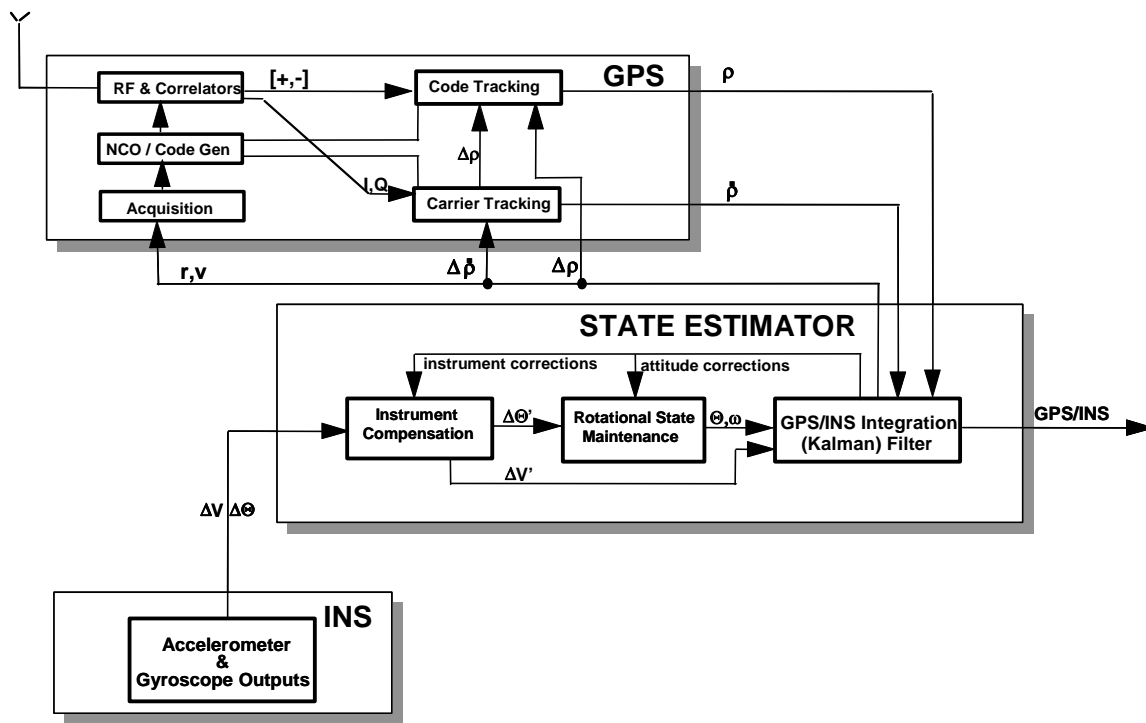 GPS
RF & Correlators
[+,-]
Code Tracking
ρ
NCO / Code Gen
Δρ
I,Q
Acquisition
Carrier Tracking
ρ̇
r,v
Δρ̇
Δρ
STATE ESTIMATOR
instrument corrections
attitude corrections
Instrument
Compensation
ΔΘ'
Rotational State
Maintenance
Θ,ω
GPS/INS Integration
(Kalman) Filter
GPS/INS
ΔV'
ΔV ΔΘ
INS
Accelerometer
&
Gyroscope Outputs